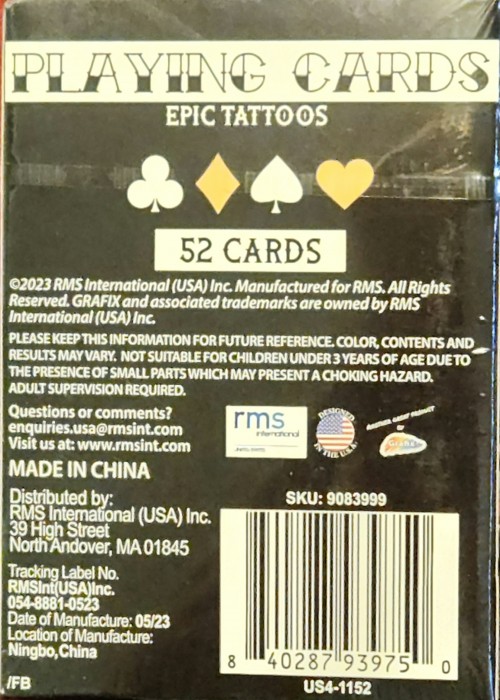 PLAYING CARDS
EPIC TATTOOS
52 CARDS
©2023 RMS International (USA) Inc. Manufactured for RMS. All Rights
Reserved. GRAFIX and associated trademarks are owned by RMS
International (USA) Inc.
PLEASE KEEP THIS INFORMATION FOR FUTURE REFERENCE. COLOR, CONTENTS AND
RESULTS MAY VARY. NOT SUITABLE FOR CHILDREN UNDER 3 YEARS OF AGE DUE TO
THE PRESENCE OF SMALL PARTS WHICH MAY PRESENT A CHOKING HAZARD.
ADULT SUPERVISION REQUIRED.
Questions or comments?
enquiries.usa@rmsint.com
Visit us at: www.rmsint.com
rms
international
DESIGNED
IN THE U.S.A.
ANOTHER GREAT PRODUCT
MADE IN CHINA
Distributed by:
RMS International (USA) Inc.
39 High Street
North Andover, MA 01845
Tracking Label No.
RMSInt(USA)Inc.
054-8881-0523
Date of Manufacture: 05/23
Location of Manufacture:
Ningbo,China
/FB
SKU: 9083999
8 40287 93975 0
US4-1152